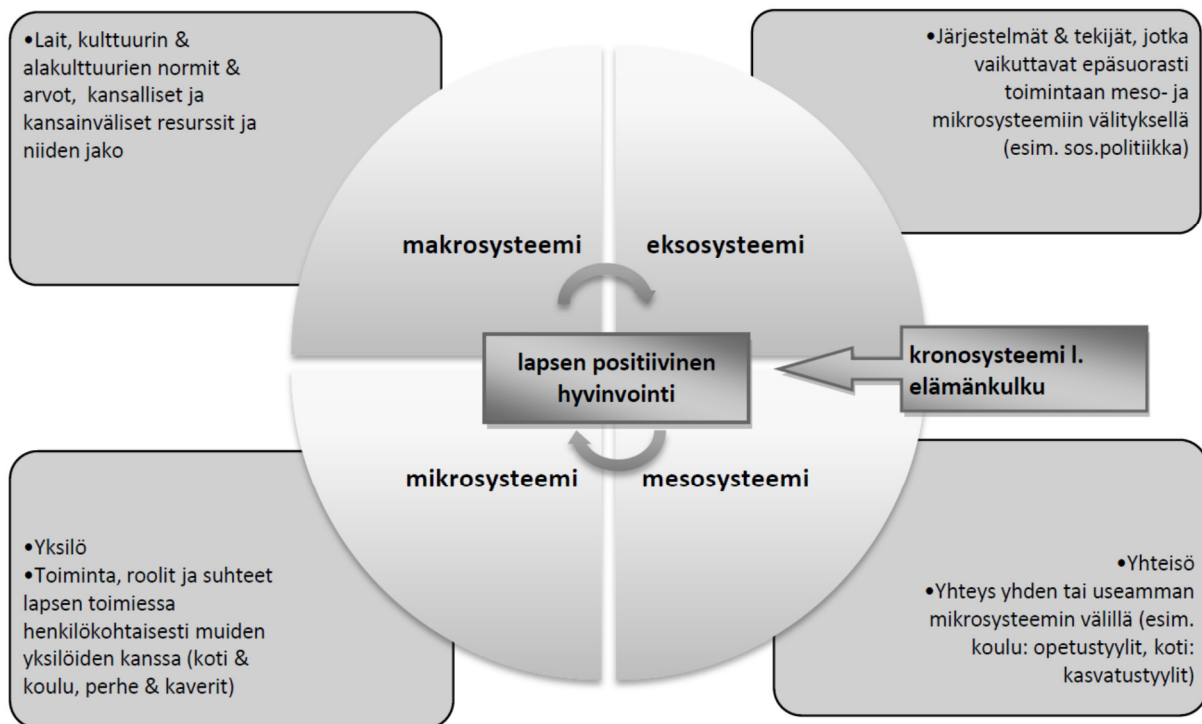 •Lait, kulttuurin &
alakulttuurien normit &
arvot, kansalliset ja
kansainväliset resurssit ja
niiden jako
•Järjestelmät & tekijät, jotka
vaikuttavat epäsuorasti
toimintaan meso- ja
mikrosysteemiin välityksellä
(esim. sos.politiikka)
makrosysteemi
eksosysteemi
lapsen positiivinen
hyvinvointi
kronosysteemi l.
elämänkulku
mikrosysteemi
mesosysteemi
•Yksilö
•Toiminta, roolit ja suhteet
lapsen toimiessa
henkilökohtaisesti muiden
yksilöiden kanssa (koti &
koulu, perhe & kaverit)
•Yhteisö
•Yhteys yhden tai useamman
mikrosysteemin välillä (esim.
koulu: opetustyylit, koti:
kasvatustyylit)